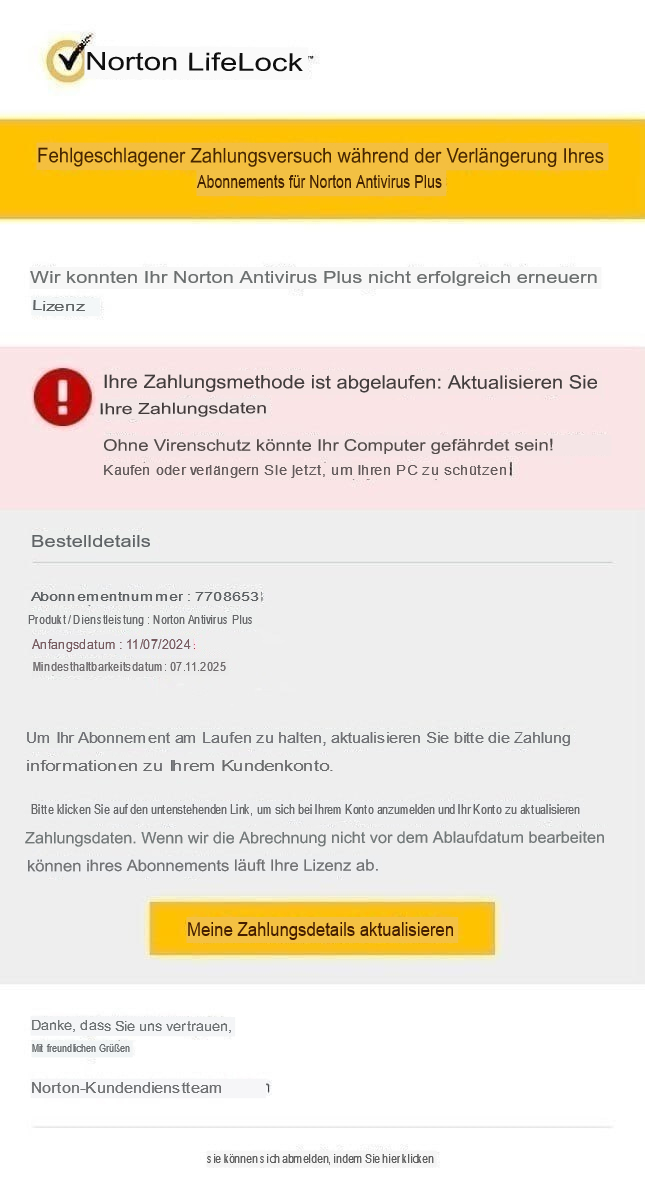 Norton LifeLock™
Fehlgeschlagener Zahlungsversuch während der Verlängerung Ihres
Abonnements für Norton Antivirus Plus
Wir konnten Ihr Norton Antivirus Plus nicht erfolgreich erneuern
Lizenz
Ihre Zahlungsmethode ist abgelaufen: Aktualisieren Sie
Ihre Zahlungsdaten
Ohne Virenschutz könnte Ihr Computer gefährdet sein!
Kaufen oder verlängern SIe jetzt, um Ihren PC zu schützen!
Bestelldetails
Abonnementnummer : 7708653
Produkt / Dienstleistung : Norton Antivirus Plus
Anfangsdatum : 11/07/2024 :
Mindesthaltbarkeitsdatum : 07.11.2025
Um Ihr Abonnement am Laufen zu halten, aktualisieren Sie bitte die Zahlung
informationen zu Ihrem Kundenkonto.
Bitte klicken Sie auf den untenstehenden Link, um sich bei Ihrem Konto anzumelden und Ihr Konto zu aktualisieren
Zahlungsdaten. Wenn wir die Abrechnung nicht vor dem Ablaufdatum bearbeiten
können ihres Abonnements läuft Ihre Lizenz ab.
Meine Zahlungsdetails aktualisieren
Danke, dass Sie uns vertrauen,
Mit freundlichen Grüßen
Norton-Kundendienstteam
sie können sich abmelden, indem Sie hier klicken